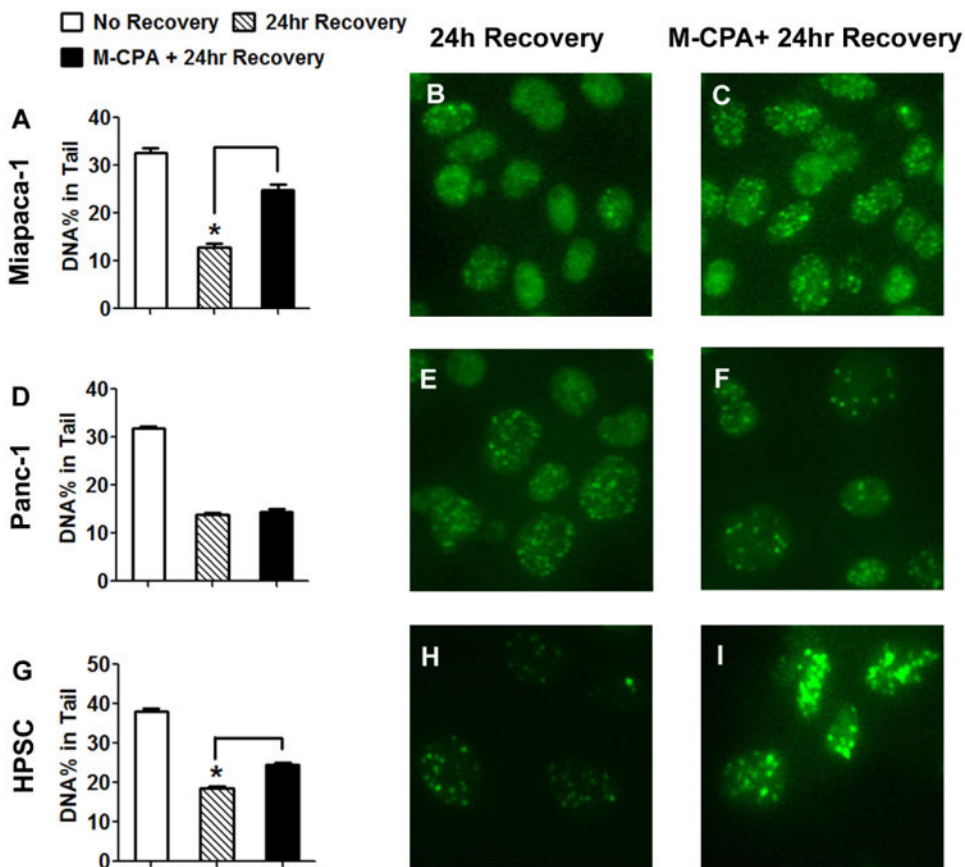 No Recovery 24hr Recovery
M-CPA + 24hr Recovery
24h Recovery M-CPA+ 24hr Recovery
A
Miapaca-1
DNA% in Tail
40
30
20
10
0
*
B
C
D
Panc-1
DNA% in Tail
40
30
20
10
0
E
F
G
HPSC
DNA% in Tail
50
40
30
20
10
0
*
H
I